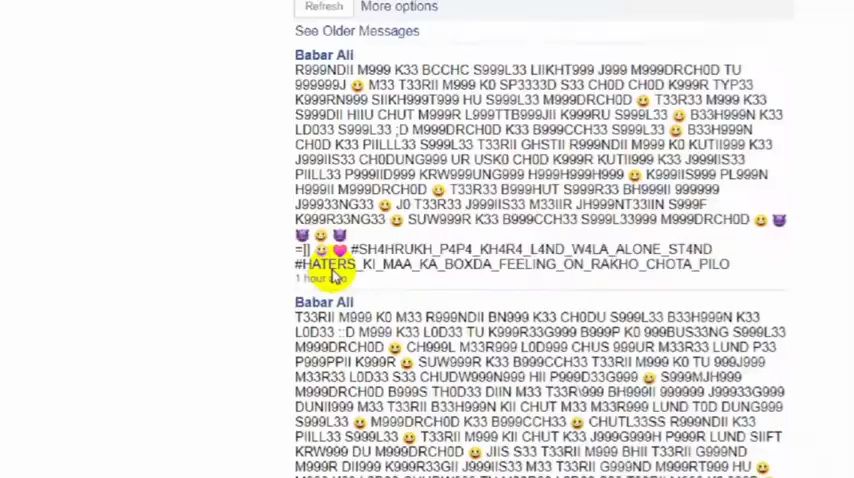 Refresh More options
See Older Messages
Babar Ali
R999NDII M999 K33 BCCHC S999L33 LIIKHT999 J999 M999DRCH0D TU
999999J 😀 M33 T33RII M999 K0 SP3333D S33 CH0D CH0D K999R TYP33
K999RN999 SIIKH999T999 HU S999L33 M999DRCH0D 😀 T33R33 M999 K33
S999DII HIIU CHUT M999R L999TTB999JII K999RU S999L33 😀 B33H999N K33
LD033 S999L33 ;D M999DRCH0D K33 B999CCH33 S999L33 😀 B33H999N K33
CH0D K33 PIILLL33 S999L33 T33RII GHSTII R999NDII M999 K0 KUTII999 K33
J999IIS33 CH0DUNG999 UR USK0 CH0D K999R KUTII999 K33 J999IIS33
PIILL33 P999IID999 KRW999UNG999 H999H999H999 😀 K999IIS999 PL999N
H999II M999DRCH0D 😀 T33R33 B999HUT S999R33 BH999II 999999
J99933NG33 😀 J0 T33R33 J999IIS33 M33IIR JH999NT33IIN S999F
K999R33NG33 😀 SUW999R K33 B999CCH33 S999L33999 M999DRCH0D 😀 😈
😈 😀 😈
=]] 😀 💗 #SH4HRUKH_P4P4_KH4R4_L4ND_W4LA_ALONE_ST4ND
#HATERS_KI_MAA_KA_BOXDA_FEELING_ON_RAKHO_CHOTA_PILO
1 hour ago
Babar Ali
T33RII M999 K0 M33 R999NDII BN999 K33 CH0DU S999L33 B33H999N K33
L0D33 ::D M999 K33 L0D33 TU K999R33G999 B999P K0 999BUS33NG S999L33
M999DRCH0D 😀 CH999L M33R999 L0D999 CHUS 999UR M33R33 LUND P33
P999PPII K999R 😀 SUW999R K33 B999CCH33 T33RII M999 K0 TU 999J999
M33R33 L0D33 S33 CHUDW999N999 HII P999D33G999 😀 S999MJH999
M999DRCH0D B999S TH0D33 DIIN M33 T33R\999 BH999II 999999 J99933G999
DUNII999 M33 T33RII B33H999N KII CHUT M33 M33R999 LUND T0D DUNG999
S999L33 😀 M999DRCH0D K33 B999CCH33 😀 CHUTL33SS R999NDII K33
PIILL33 S999L33 😀 T33RII M999 KII CHUT K33 J999G999H P999R LUND SIIFT
KRW999 DU M999DRCH0D 😀 JIIS S33 T33RII M999 BHII T33RII G999ND
M999R DII999 K999R33GII J999IIS33 M33 T33RII G999ND M999RT999 HU 😀